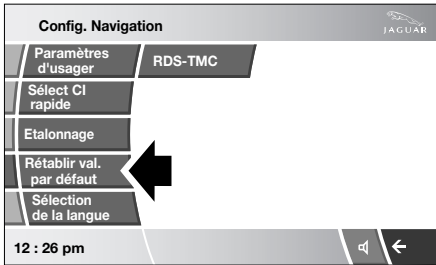 Config. Navigation
JAGUAR
Paramètres
d'usager
RDS-TMC
Sélect CI
rapide
Etalonnage
Rétablir val.
par défaut
Sélection
de la langue
12 : 26 pm